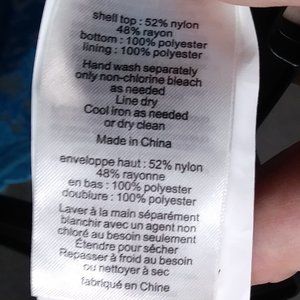 shell top : 52% nylon
48% rayon
bottom : 100% polyester
lining : 100% polyester
Hand wash separately
only non-chlorine bleach
as needed
Line dry
Cool iron as needed
or dry clean
Made in China
enveloppe haut : 52% nylon
48% rayonne
en bas : 100% polyester
doublure : 100% polyester
Laver à la main séparément
blanchir avec un agent non
chloré au besoin seulement
Étendre pour sécher
Repasser à froid au besoin
ou nettoyer à sec
fabriqué en Chine